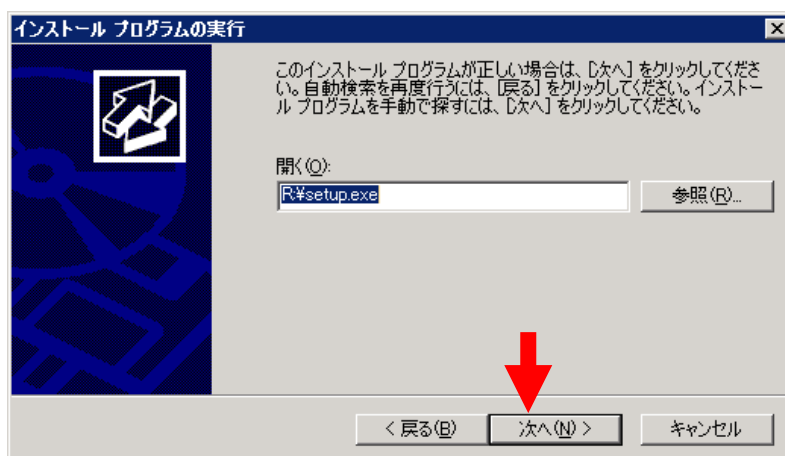 インストール プログラムの実行
このインストール プログラムが正しい場合は、[次へ] をクリックしてくださ
い。自動検索を再度行うには、[戻る] をクリックしてください。インストー
ル プログラムを手動で探すには、[次へ] をクリックしてください。
開く(O):
R:¥setup.exe
参照(R)...
< 戻る(B)
次へ(N) >
キャンセル